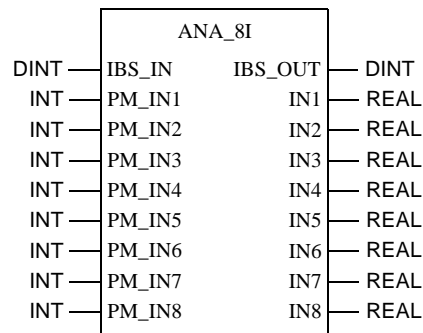 ANA_8I
DINT IBS_IN IBS_OUT DINT
INT PM_IN1 IN1 REAL
INT PM_IN2 IN2 REAL
INT PM_IN3 IN3 REAL
INT PM_IN4 IN4 REAL
INT PM_IN5 IN5 REAL
INT PM_IN6 IN6 REAL
INT PM_IN7 IN7 REAL
INT PM_IN8 IN8 REAL